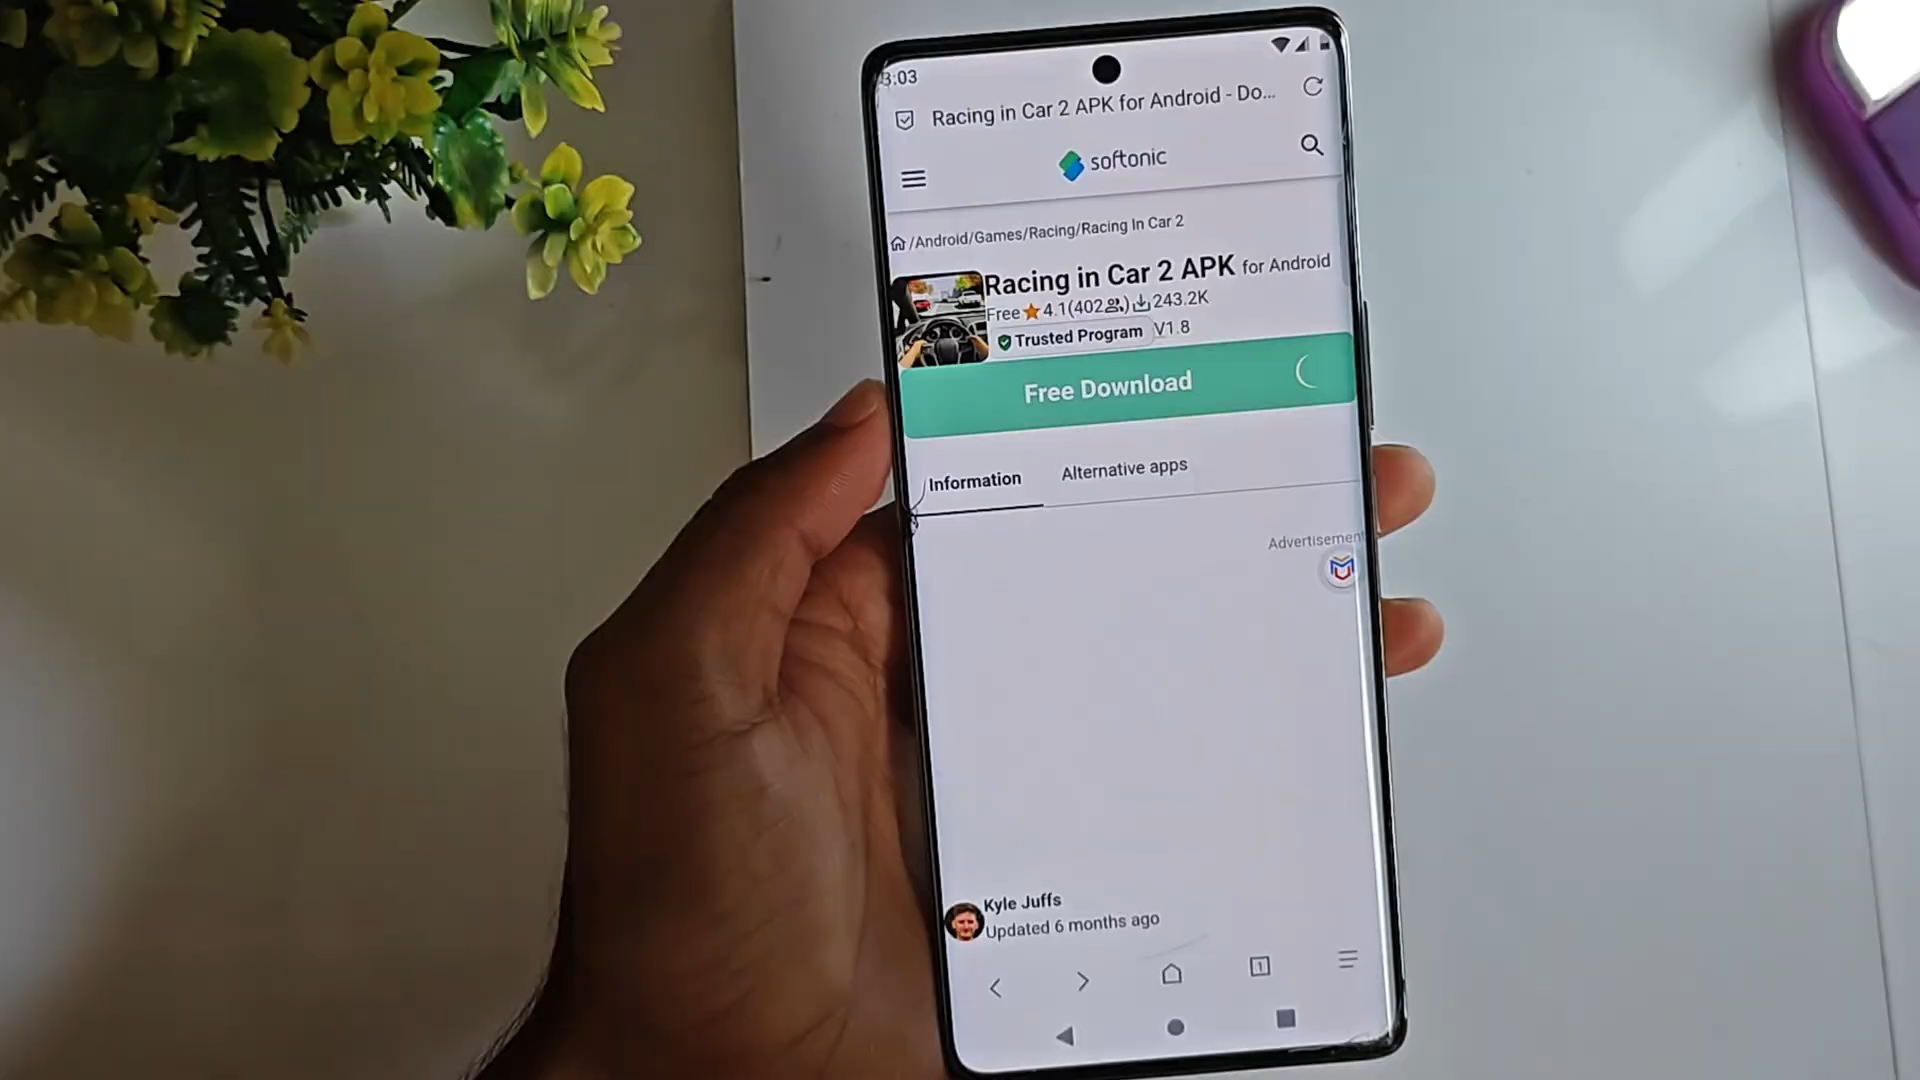 3:03
Racing in Car 2 APK for Android - Do...
softonic
/Android/Games/Racing/Racing In Car 2
Racing in Car 2 APK for Android
Free 4.1(402) 243.2K
Trusted Program V1.8
Free Download
Information Alternative apps
Advertisement
Kyle Juffs
Updated 6 months ago
1